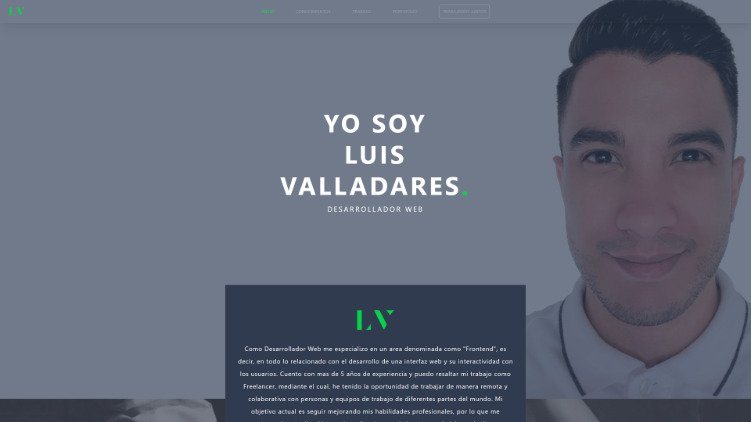 LV
INICIO
CONOCIMIENTOS
TRABAJO
PORTAFOLIO
YO SOY
LUIS
VALLADARES.
DESARROLLADOR WEB
LV
Como Desarrollador Web me especializo en un area denominada como "Frontend", es
decir, en todo lo relacionado con el desarrollo de una interfaz web y su interactividad con
los usuarios. Cuento con mas de 5 años de experiencia y puedo resaltar mi trabajo como
Freelancer, mediante el cual, he tenido la oportunidad de trabajar de manera remota y
colaborativa con personas y equipos de trabajo de diferentes partes del mundo. Mi
objetivo actual es seguir mejorando mis habilidades profesionales, por lo que me